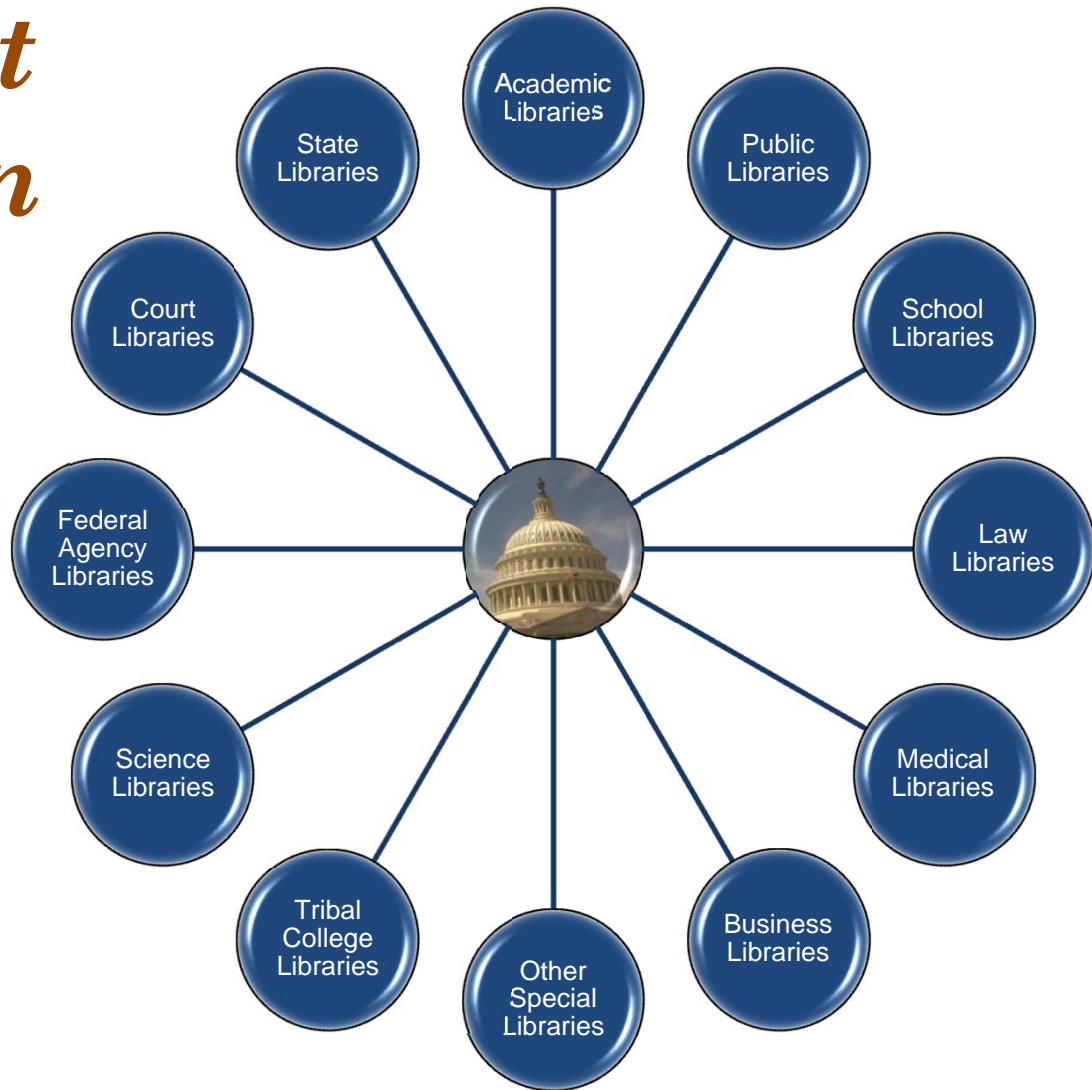 t
n
Academic
Libraries
Public
Libraries
School
Libraries
Law
Libraries
Medical
Libraries
Business
Libraries
Other
Special
Libraries
Tribal
College
Libraries
Science
Libraries
Federal
Agency
Libraries
Court
Libraries
State
Libraries